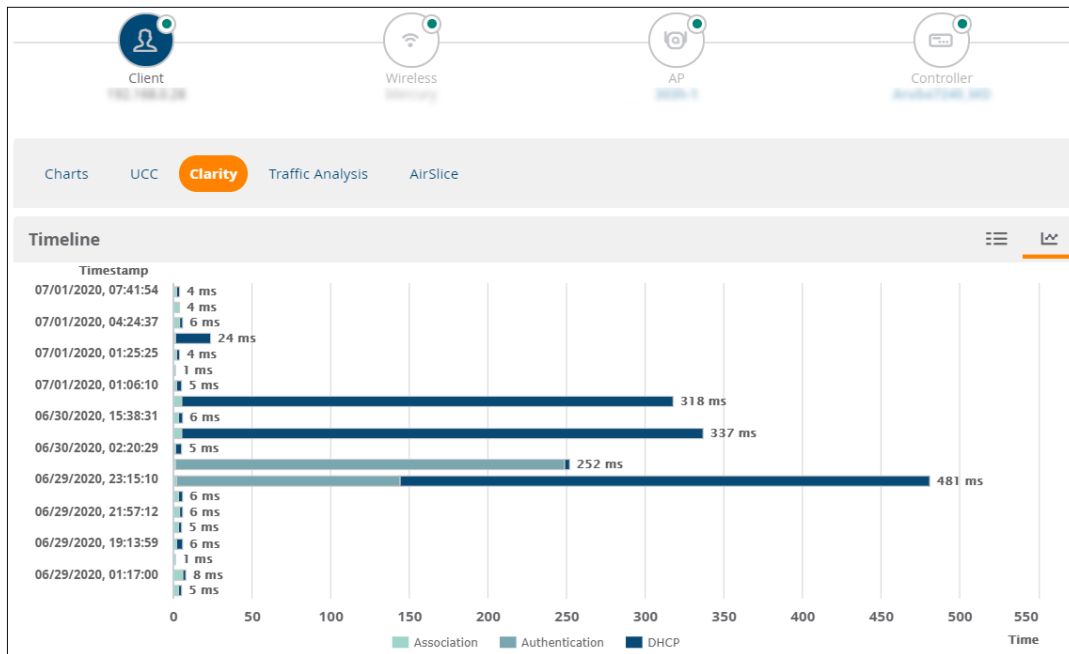 Client
Wireless
AP
Controller
Charts
UCC
Clarity
Traffic Analysis
AirSlice
Timeline
Timestamp
07/01/2020, 07:41:54
4 ms
4 ms
07/01/2020, 04:24:37
6 ms
24 ms
07/01/2020, 01:25:25
4 ms
1 ms
07/01/2020, 01:06:10
5 ms
318 ms
06/30/2020, 15:38:31
6 ms
337 ms
06/30/2020, 02:20:29
5 ms
252 ms
06/29/2020, 23:15:10
481 ms
6 ms
06/29/2020, 21:57:12
6 ms
5 ms
06/29/2020, 19:13:59
6 ms
1 ms
06/29/2020, 01:17:00
8 ms
5 ms
0 50 100 150 200 250 300 350 400 450 500 550
Time
Association
Authentication
DHCP